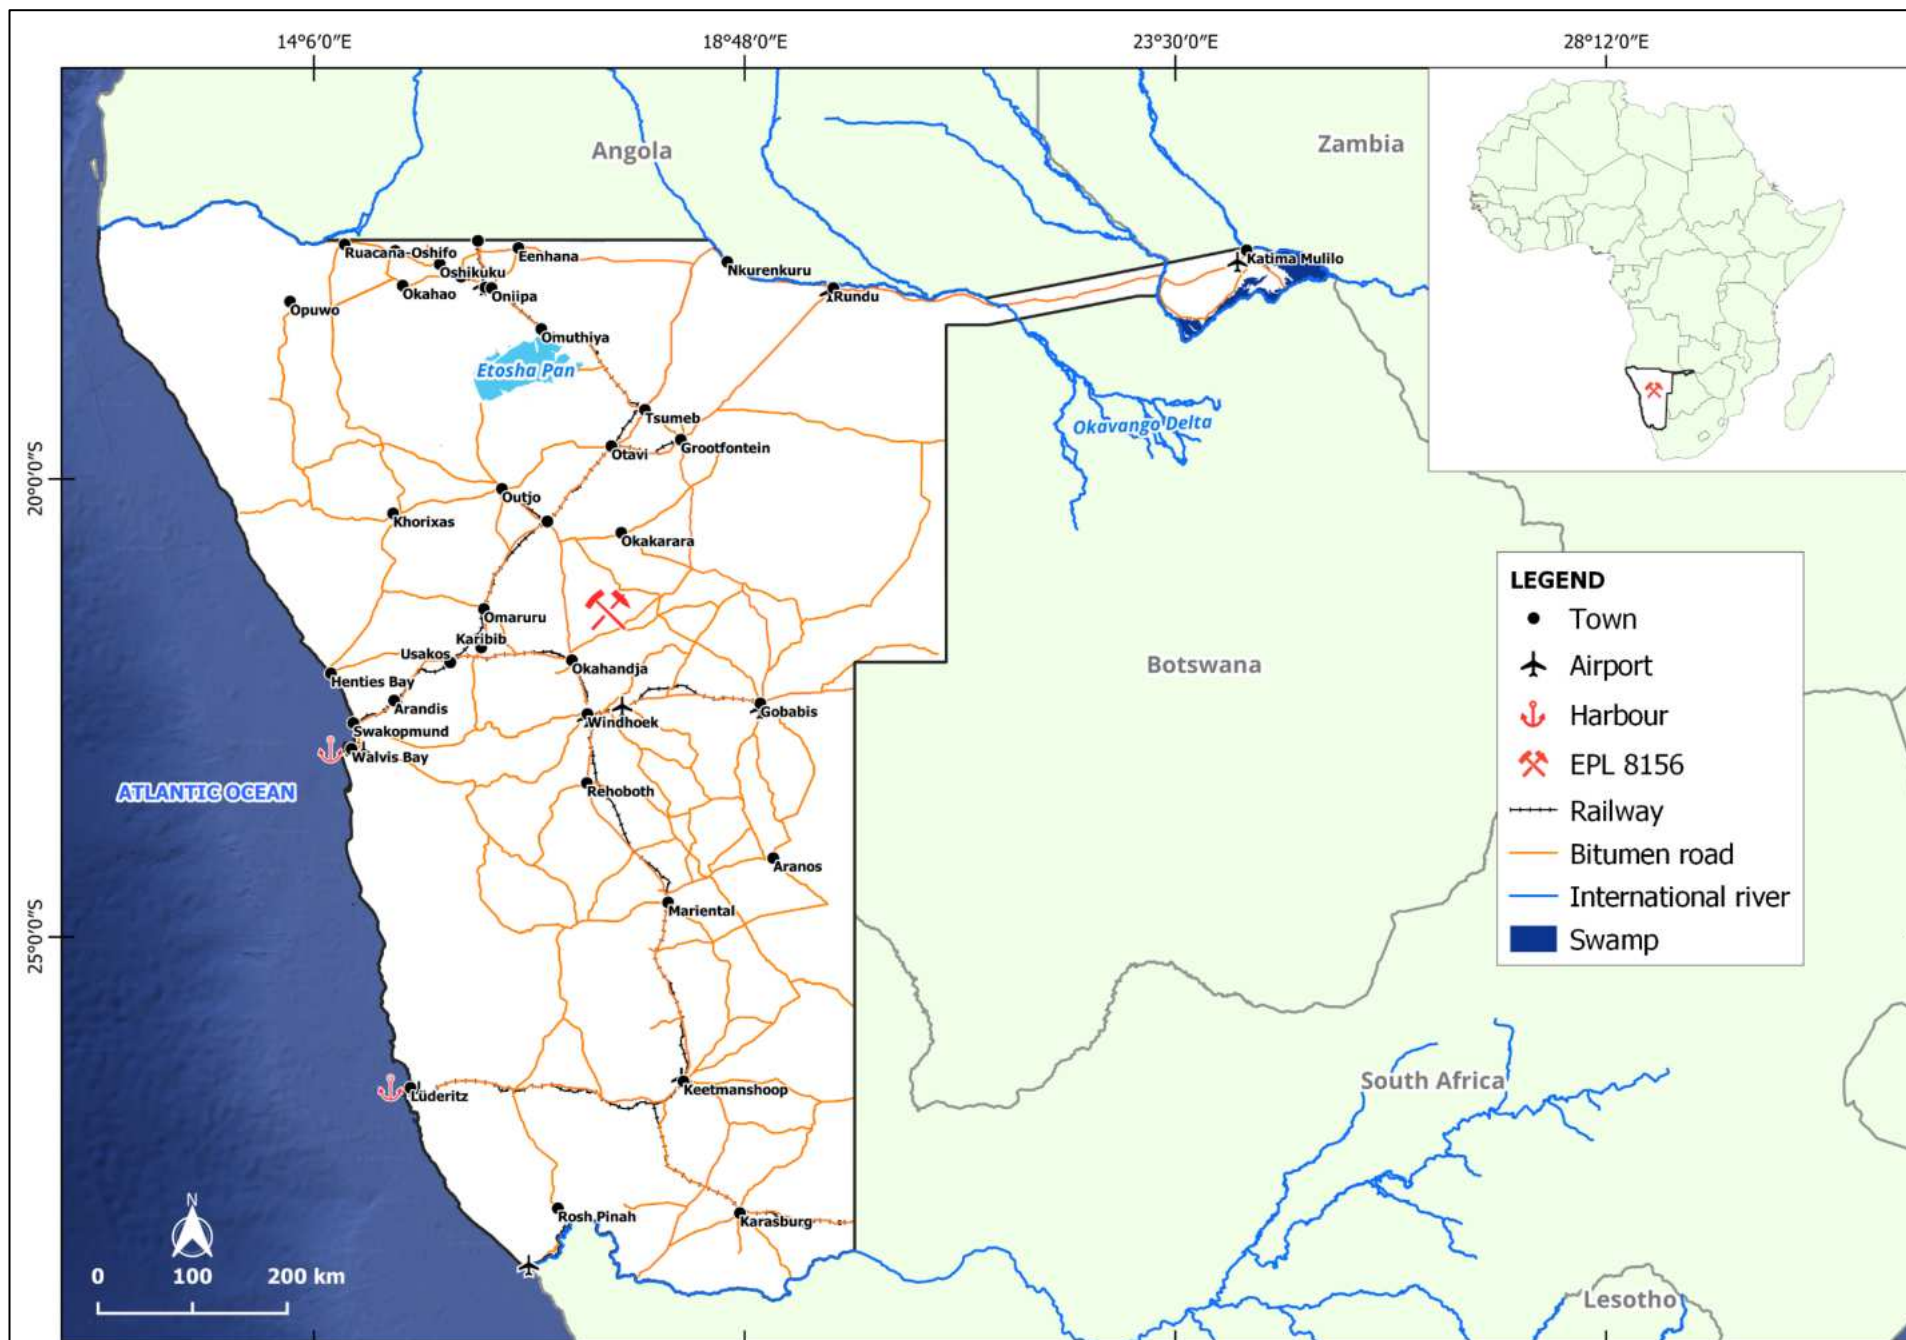 14°6'0"E
18°48'0"E
23°30'0"E
28°12'0"E
20°0'0"S
25°0'0"S
Angola
Zambia
Ruacana-Oshifo
Eenhana
Oshikuku
Okahao
Oniipa
Opuwo
Nkurenkuru
Rundu
Katima Mulilo
Omuthiya
Etosha Pan
Tsumeb
Otavi
Grootfontein
Okavango Delta
Outjo
Khorixas
Okakarara
Omaruru
Karibib
Usakos
Okahandja
Henties Bay
Arandis
Swakopmund
Walvis Bay
Windhoek
Gobabis
Botswana
ATLANTIC OCEAN
Rehoboth
Aranos
Mariental
Lüderitz
Keetmanshoop
South Africa
Rosh Pinah
Karasburg
Lesotho
LEGEND
Town
Airport
Harbour
EPL 8156
Railway
Bitumen road
International river
Swamp
N
0 100 200 km